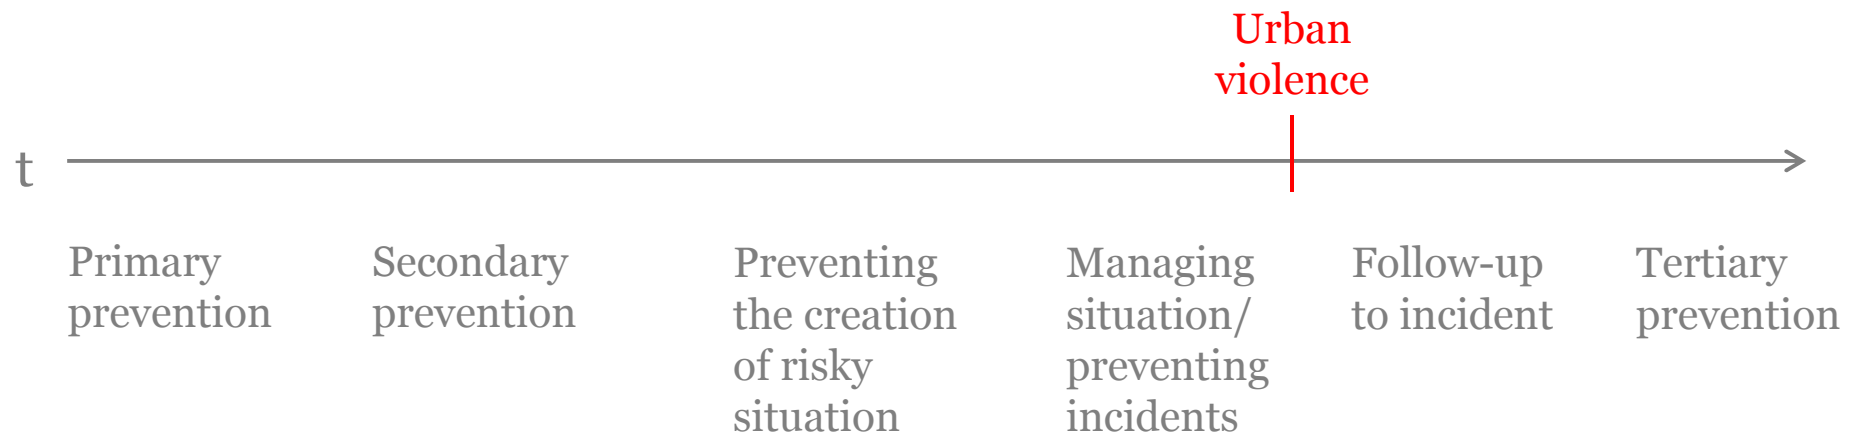 Urban
violence
t
Primary
prevention
Secondary
prevention
Preventing
the creation
of risky
situation
Managing
situation/
preventing
incidents
Follow-up
to incident
Tertiary
prevention